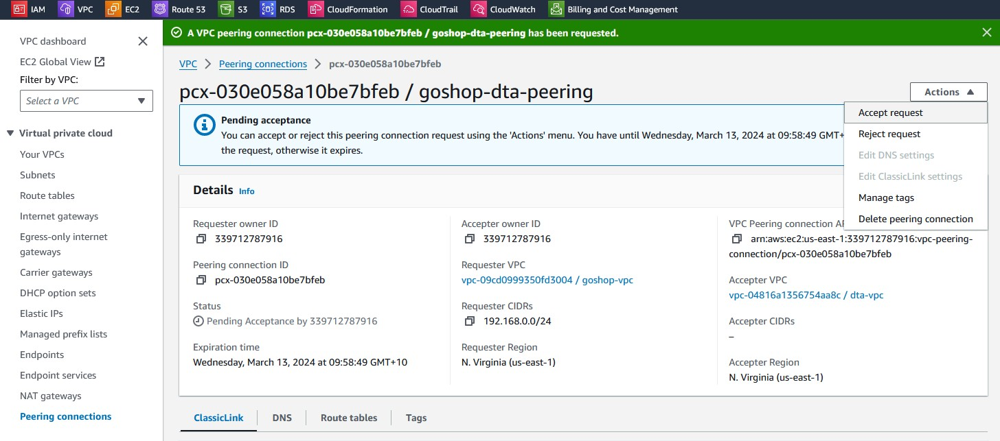 IAM VPC EC2 Route 53 S3 RDS CloudFormation CloudTrail CloudWatch Billing and Cost Management
VPC dashboard
EC2 Global View
Filter by VPC:
Select a VPC
Virtual private cloud
Your VPCs
Subnets
Route tables
Internet gateways
Egress-only internet
gateways
Carrier gateways
DHCP option sets
Elastic IPs
Managed prefix lists
Endpoints
Endpoint services
NAT gateways
Peering connections
A VPC peering connection pcx-030e058a10be7bfeb / goshop-dta-peering has been requested.
VPC Peering connections pcx-030e058a10be7bfeb
pcx-030e058a10be7bfeb / goshop-dta-peering
Actions
Accept request
Reject request
Edit DNS settings
Edit ClassicLink settings
Manage tags
Delete peering connection
Pending acceptance
You can accept or reject this peering connection request using the 'Actions' menu. You have until Wednesday, March 13, 2024 at 09:58:49 GMT+
the request, otherwise it expires.
Details Info
Requester owner ID
339712787916
Peering connection ID
pcx-030e058a10be7bfeb
Status
Pending Acceptance by 339712787916
Expiration time
Wednesday, March 13, 2024 at 09:58:49 GMT+10
Accepter owner ID
339712787916
Requester VPC
vpc-09cd0999350fd3004 / goshop-vpc
Requester CIDRs
192.168.0.0/24
Requester Region
N. Virginia (us-east-1)
VPC Peering connection
arn:aws:ec2:us-east-1:339712787916:vpc-peering-
connection/pcx-030e058a10be7bfeb
Accepter VPC
vpc-04816a1356754aa8c / dta-vpc
Accepter CIDRs
–
Accepter Region
N. Virginia (us-east-1)
ClassicLink DNS Route tables Tags